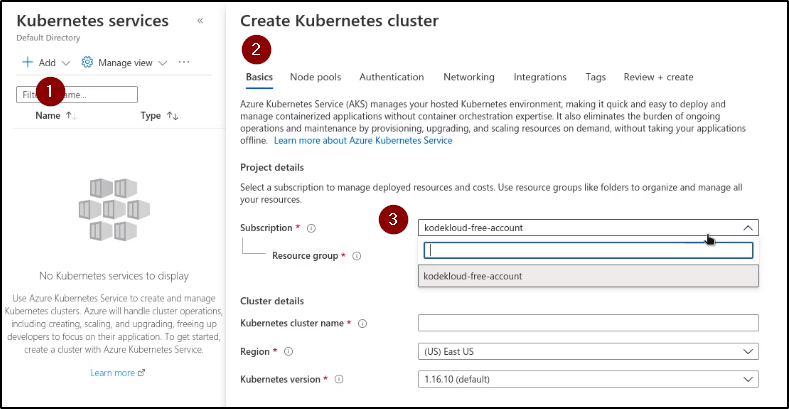 Kubernetes services «
Default Directory
+ Add Manage view ...
1
Filter ame...
Name ↑ Type ↑↓
No Kubernetes services to display
Use Azure Kubernetes Service to create and manage
Kubernetes clusters. Azure will handle cluster operations,
including creating, scaling, and upgrading, freeing up
developers to focus on their application. To get started,
create a cluster with Azure Kubernetes Service.
Learn more
Create Kubernetes cluster
2
Basics Node pools Authentication Networking Integrations Tags Review + create
Azure Kubernetes Service (AKS) manages your hosted Kubernetes environment, making it quick and easy to deploy and
manage containerized applications without container orchestration expertise. It also eliminates the burden of ongoing
operations and maintenance by provisioning, upgrading, and scaling resources on demand, without taking your applications
offline. Learn more about Azure Kubernetes Service
Project details
Select a subscription to manage deployed resources and costs. Use resource groups like folders to organize and manage all
your resources.
3
Subscription * kodekloud-free-account
Resource group *
kodekloud-free-account
Cluster details
Kubernetes cluster name *
Region * (US) East US
Kubernetes version * 1.16.10 (default)